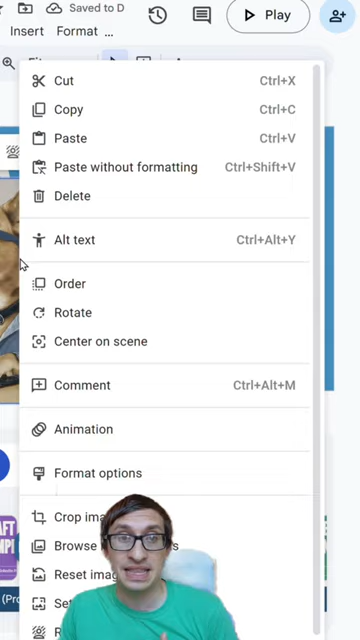 Saved to D
Play
Insert Format ...
Cut Ctrl+X
Copy Ctrl+C
Paste Ctrl+V
Paste without formatting Ctrl+Shift+V
Delete
Alt text Ctrl+Alt+Y
Order
Rotate
Center on scene
Comment Ctrl+Alt+M
Animation
Format options
Crop ima
Browse
Reset imag